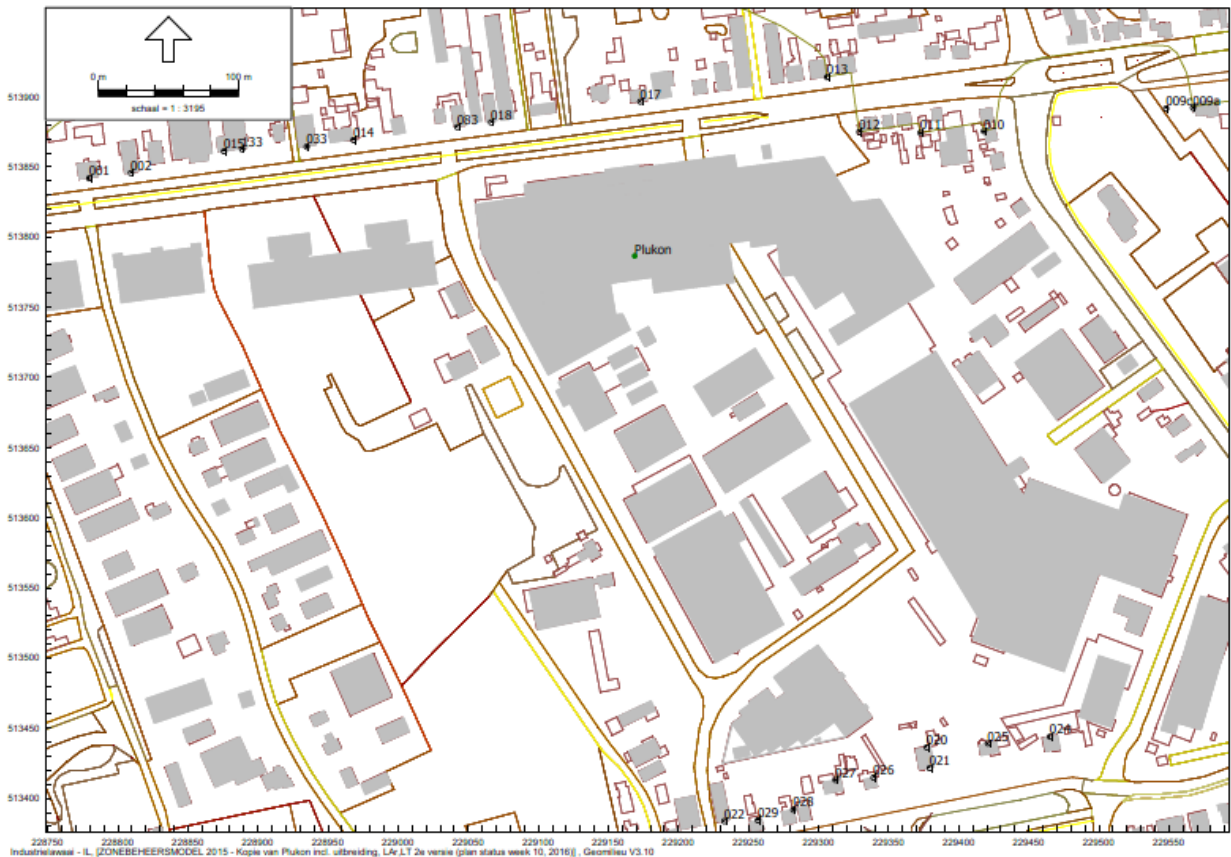 0 m 100 m
schaal = 1 : 3195
013
017
009c 009a
083 018
012 011 010
015 033 033 014
001 002
Plukon
513900
513850
513800
513750
513700
513650
513600
513550
513500
513450
513400
020 025 024
021
027 026
022 029 028
228750 228800 228850 228900 228950 229000 229050 229100 229150 229200 229250 229300 229350 229400 229450 229500 229550
Industrielawaai - IL, [ZONEBEHEERSMODEL 2015 - Kopie van Plukon incl. uitbreiding, LAr,LT 2e versie (plan status week 10, 2016)] , Geomilieu V3.10